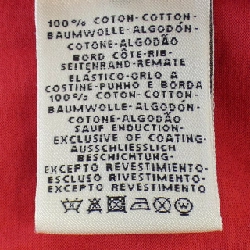 100% COTON-COTTON-
BAUMWOLLE-ALGODÓN-
COTONE-ALGODÃO
BORD CÔTE-RIB-
SEITENRAND-REMATE
ELÁSTICO-ORLO A
COSTINE-PUNHO E BORDA
100% COTON-COTTON-
BAUMWOLLE-ALGODÓN-
COTONE-ALGODÃO
SAUF ENDUCTION-
EXCLUSIVE OF COATING-
AUSSCHLIESSLICH
BESCHICHTUNG-
EXCEPTO REVESTIMIENTO-
ESCLUSO RIVESTIMENTO-
EXCEPTO REVESTIMENTO